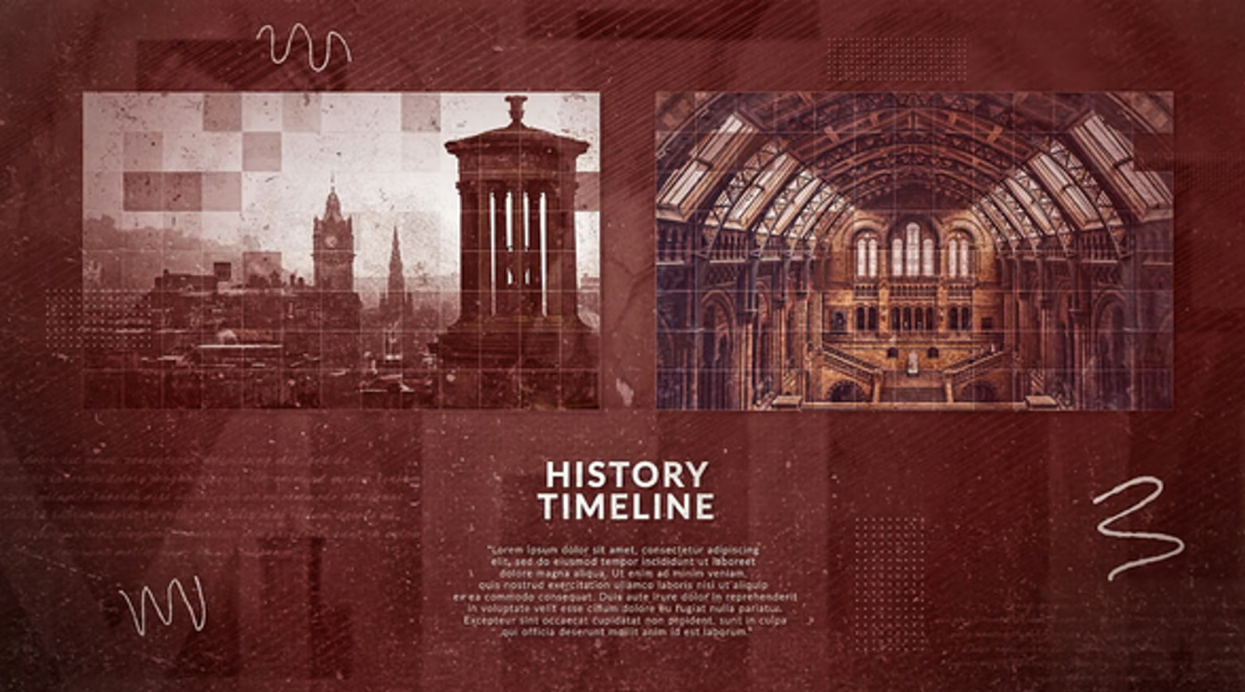 HISTORY
TIMELINE
"Lorem ipsum dolor sit amet, consectetur adipiscing
elit, sed do eiusmod tempor incididunt ut laboreet
dolore magna aliqua, Ut enim ad minim veniam,
quis nostrud exercitation ullamco laboris nisi ut aliquip
ex ea commodo consequat. Duis aute irure dolor in reprehenderit
in voluptate velit esse cillum dolore eu fugiat nulla pariatur.
Excepteur sint occaecat cupidatat non proident, sunt in culpa
qui officia deserunt mollit anim id est laborum."